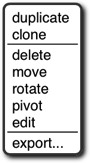 duplicate
clone
delete
move
rotate
pivot
edit
export...